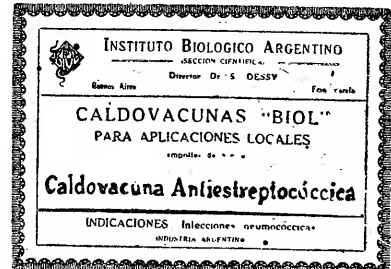 INSTITUTO BIOLOGICO ARGENTINO
SECCION CIENTIFICA
Director Dr S DESSY
Buenos Aires
CALDOVACUNAS "BIOL"
PARA APLICACIONES LOCALES
Caldovacuna Antiestreptocóccica
INDICACIONES Infecciones neumocóccicas
INDUSTRIA ARGENTINA